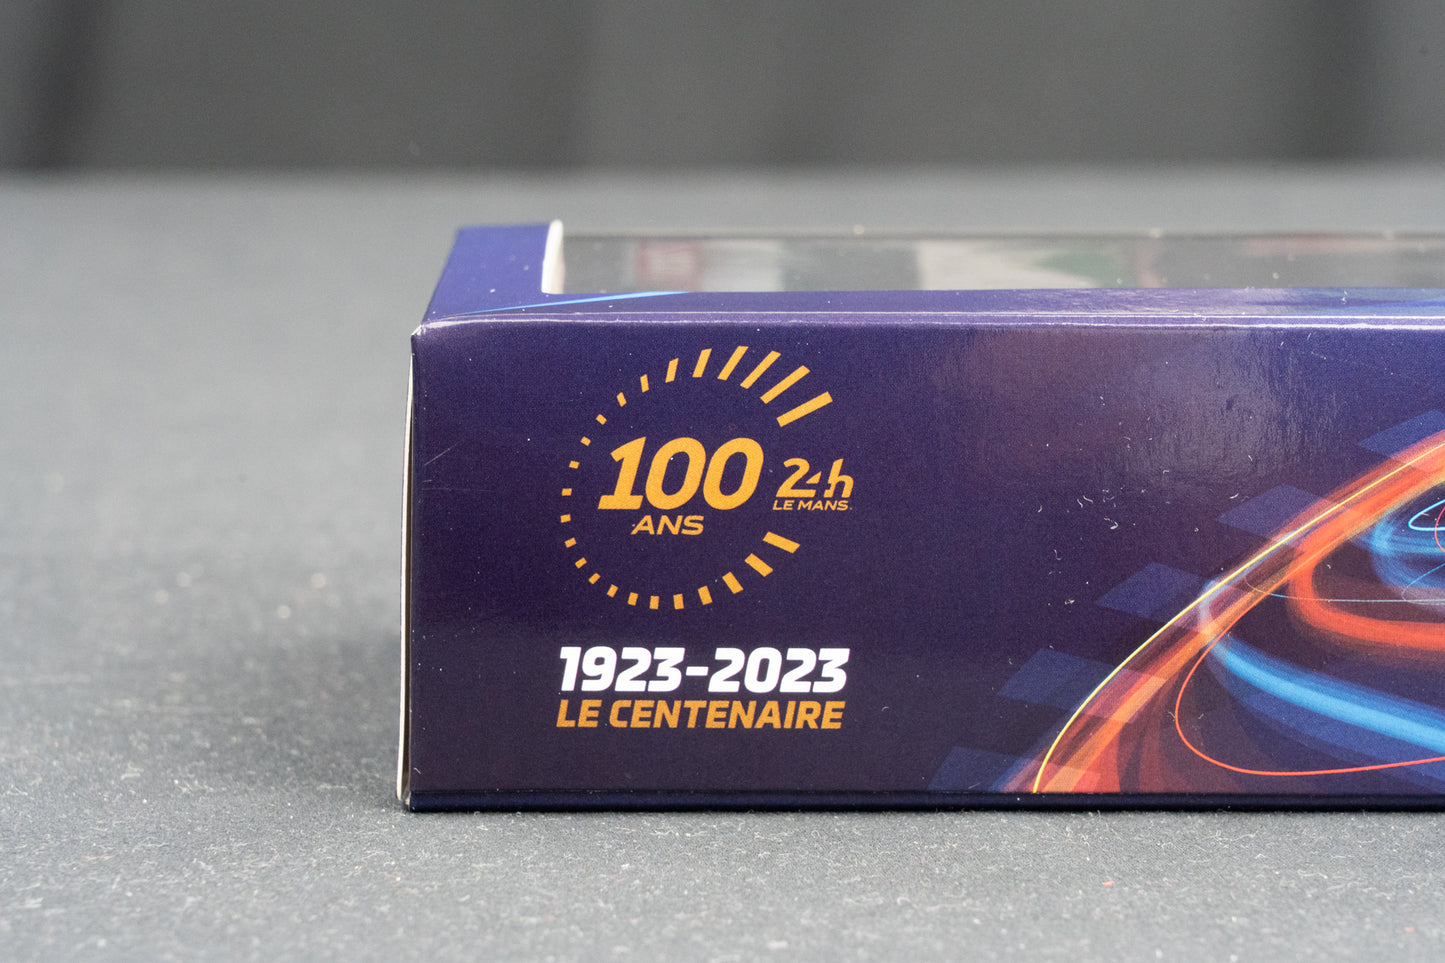 100
ANS
24h
LE MANS
1923-2023
LE CENTENAIRE